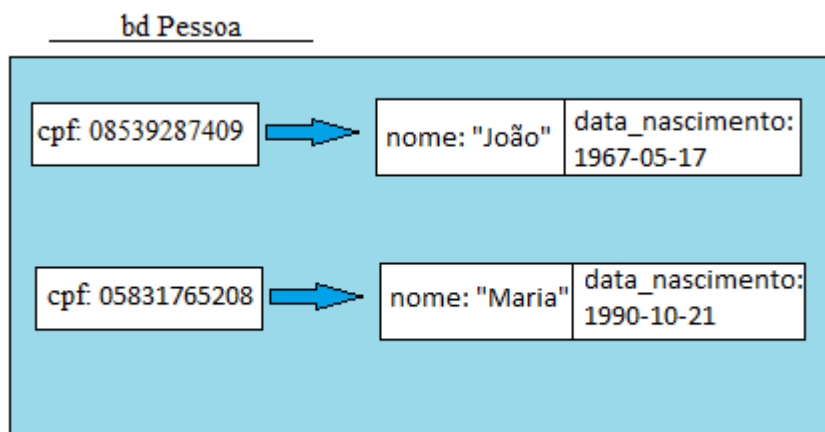 bd Pessoa
cpf: 08539287409
nome: "João"
data_nascimento:
1967-05-17
cpf: 05831765208
nome: "Maria"
data_nascimento:
1990-10-21